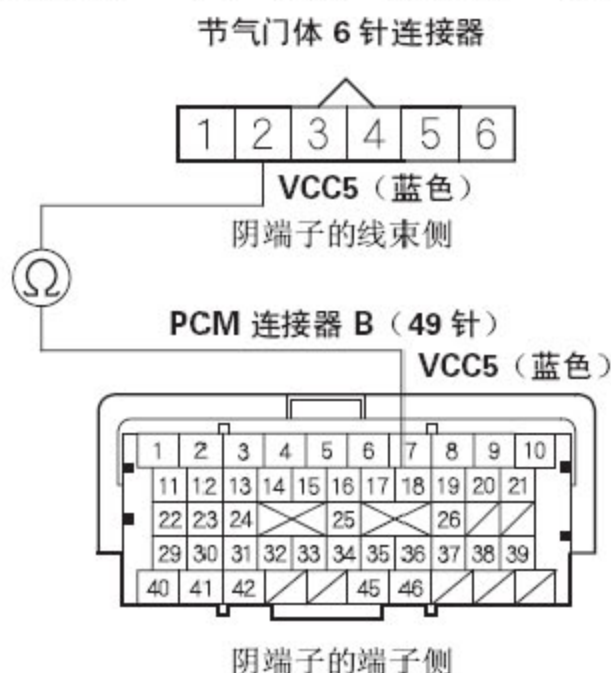 节气门体 6 针连接器
1 2 3 4 5 6
VCC5（蓝色）
阴端子的线束侧
Ω
PCM 连接器 B（49 针）
VCC5（蓝色）
1 2 3 4 5 6 7 8 9 10
11 12 13 14 15 16 17 18 19 20 21
22 23 24 25 26
29 30 31 32 33 34 35 36 37 38 39
40 41 42 45 46
阴端子的端子侧